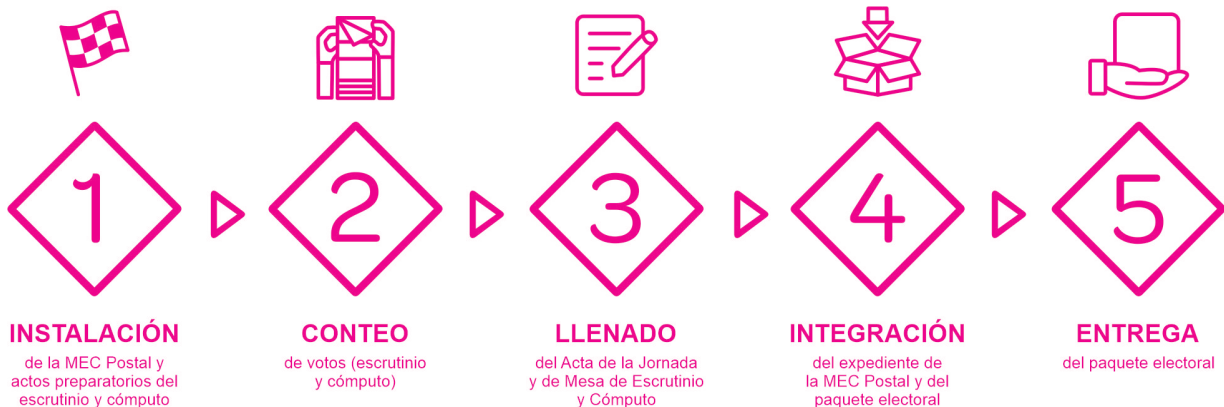 1
2
3
4
5
INSTALACIÓN
de la MEC Postal y
actos preparatorios del
escrutinio y cómputo
CONTEO
de votos (escrutinio
y cómputo)
LLENADO
del Acta de la Jornada
y de Mesa de Escrutinio
y Cómputo
INTEGRACIÓN
del expediente de
la MEC Postal y del
paquete electoral
ENTREGA
del paquete electoral